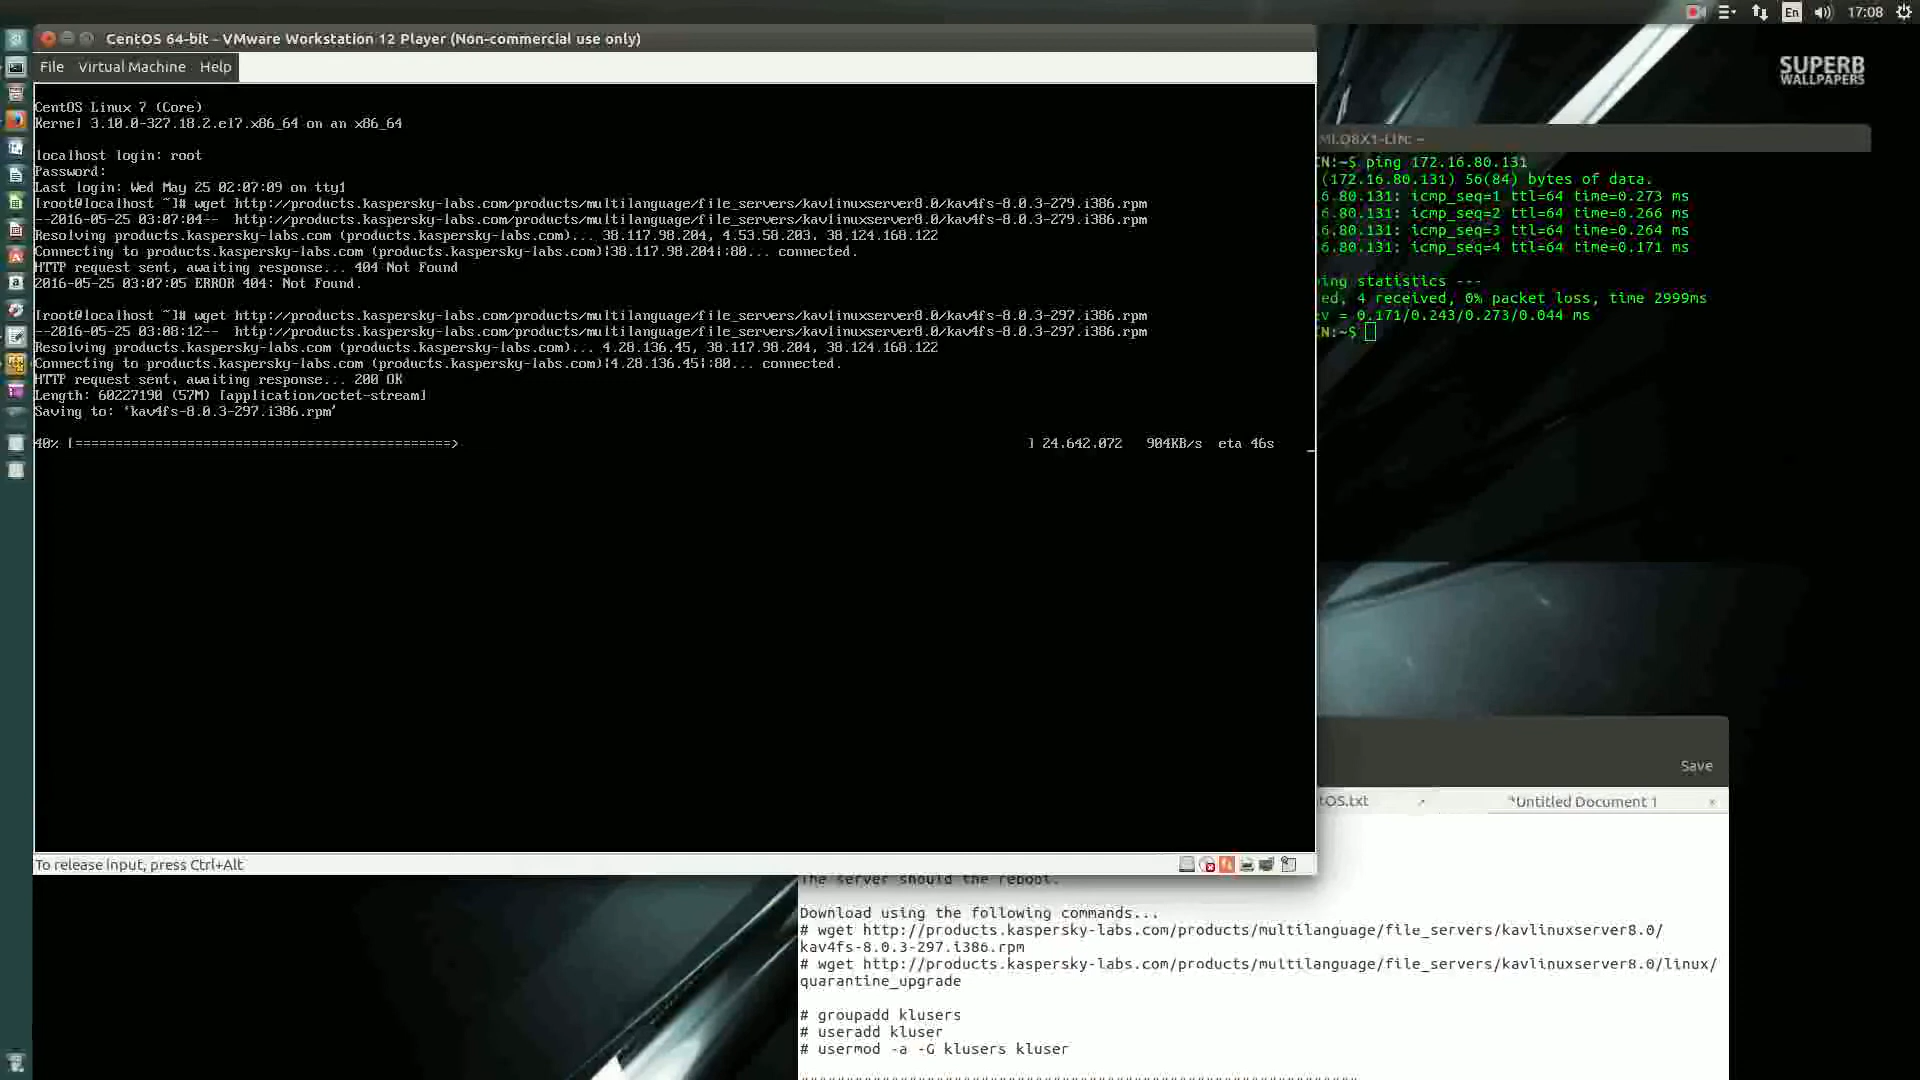 En
17:08
CentOS 64-bit - VMware Workstation 12 Player (Non-commercial use only)
File Virtual Machine Help
SUPERB
WALLPAPERS
CentOS Linux 7 (Core)
Kernel 3.10.0-327.18.2.el7.x86_64 on an x86_64
localhost login: root
Password:
Last login: Wed May 25 02:07:09 on tty1
[root@localhost ~]# wget http://products.kaspersky-labs.com/products/multilanguage/file_servers/kavlinuxserver8.0/kav4fs-8.0.3-279.i386.rpm
--2016-05-25 03:07:04-- http://products.kaspersky-labs.com/products/multilanguage/file_servers/kavlinuxserver8.0/kav4fs-8.0.3-279.i386.rpm
Resolving products.kaspersky-labs.com (products.kaspersky-labs.com)... 38.117.98.204, 4.53.58.203, 38.124.168.122
Connecting to products.kaspersky-labs.com (products.kaspersky-labs.com)|38.117.98.204|:80... connected.
HTTP request sent, awaiting response... 404 Not Found
2016-05-25 03:07:05 ERROR 404: Not Found.
[root@localhost ~]# wget http://products.kaspersky-labs.com/products/multilanguage/file_servers/kavlinuxserver8.0/kav4fs-8.0.3-297.i386.rpm
--2016-05-25 03:08:12-- http://products.kaspersky-labs.com/products/multilanguage/file_servers/kavlinuxserver8.0/kav4fs-8.0.3-297.i386.rpm
Resolving products.kaspersky-labs.com (products.kaspersky-labs.com)... 4.28.136.45, 38.117.98.204, 38.124.168.122
Connecting to products.kaspersky-labs.com (products.kaspersky-labs.com)|4.28.136.45|:80... connected.
HTTP request sent, awaiting response... 200 OK
Length: 60227190 (57M) [application/octet-stream]
Saving to: 'kav4fs-8.0.3-297.i386.rpm'
40% [===============================================> ] 24,642,072 904KB/s eta 46s
To release input, press Ctrl+Alt
MLQ8X1-LIN: ~
N:~$ ping 172.16.80.131
(172.16.80.131) 56(84) bytes of data.
6.80.131: icmp_seq=1 ttl=64 time=0.273 ms
6.80.131: icmp_seq=2 ttl=64 time=0.266 ms
6.80.131: icmp_seq=3 ttl=64 time=0.264 ms
6.80.131: icmp_seq=4 ttl=64 time=0.171 ms
ing statistics ---
ed, 4 received, 0% packet loss, time 2999ms
v = 0.171/0.243/0.273/0.044 ms
N:~$
Save
tOS.txt
*Untitled Document 1
The server should the reboot.
Download using the following commands...
# wget http://products.kaspersky-labs.com/products/multilanguage/file_servers/kavlinuxserver8.0/
kav4fs-8.0.3-297.i386.rpm
# wget http://products.kaspersky-labs.com/products/multilanguage/file_servers/kavlinuxserver8.0/linux/
quarantine_upgrade
# groupadd klusers
# useradd kluser
# usermod -a -G klusers kluser